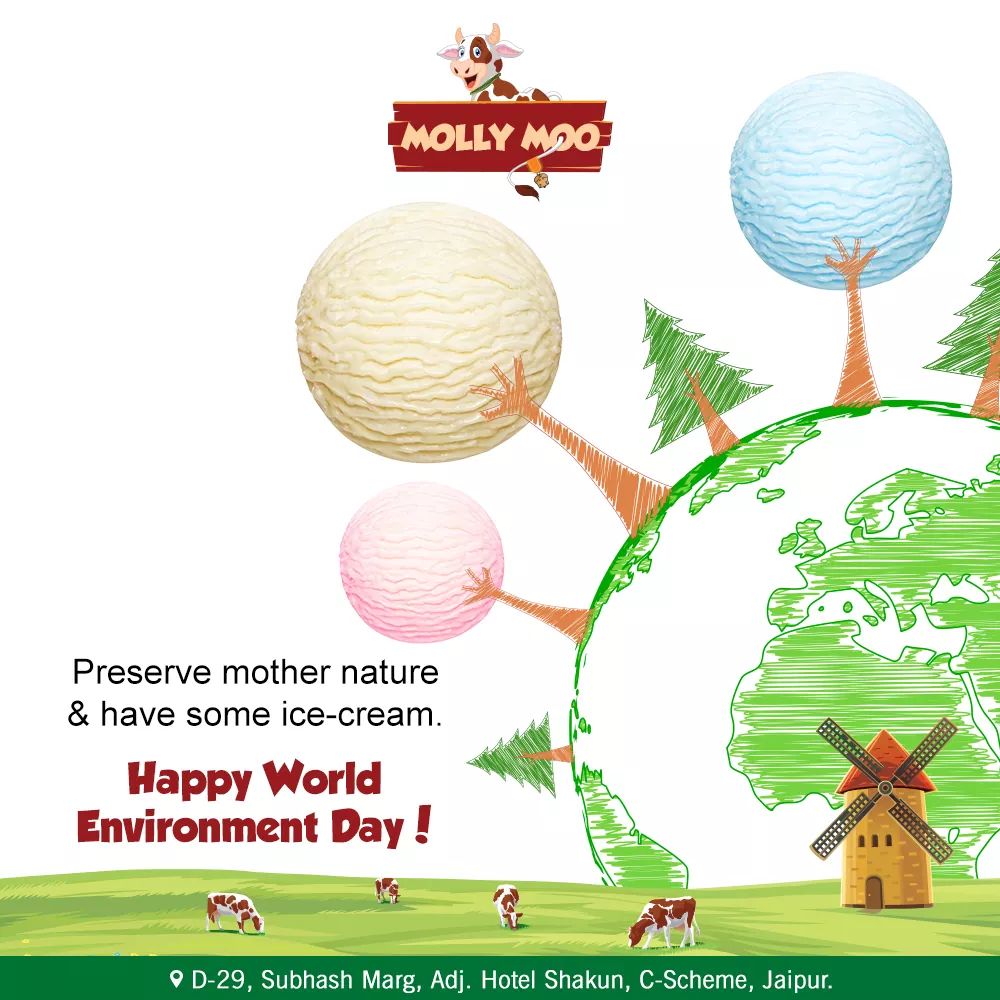 MOLLY MOO
Preserve mother nature
& have some ice-cream.
Happy World
Environment Day!
D-29, Subhash Marg, Adj. Hotel Shakun, C-Scheme, Jaipur.